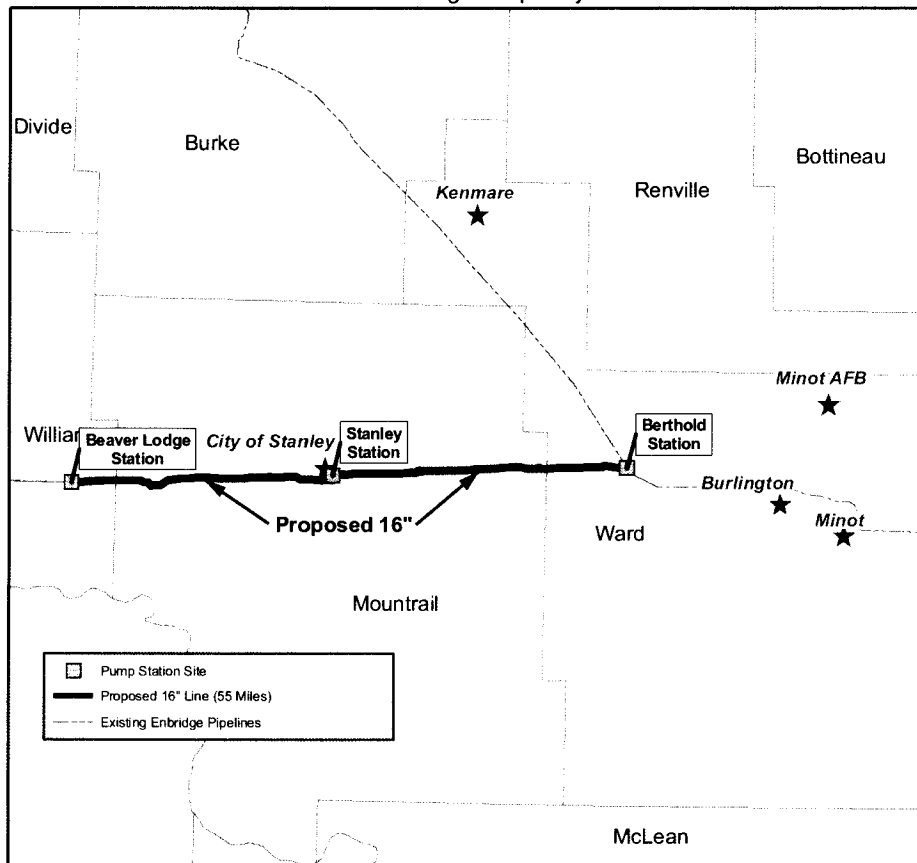 Divide
Burke
Bottineau
Renville
Kenmare
Minot AFB
William
Beaver Lodge
Station
City of Stanley
Stanley
Station
Berthold
Station
Burlington
Proposed 16"
Minot
Ward
Mountrail
Pump Station Site
Proposed 16" Line (55 Miles)
Existing Enbridge Pipelines
McLean